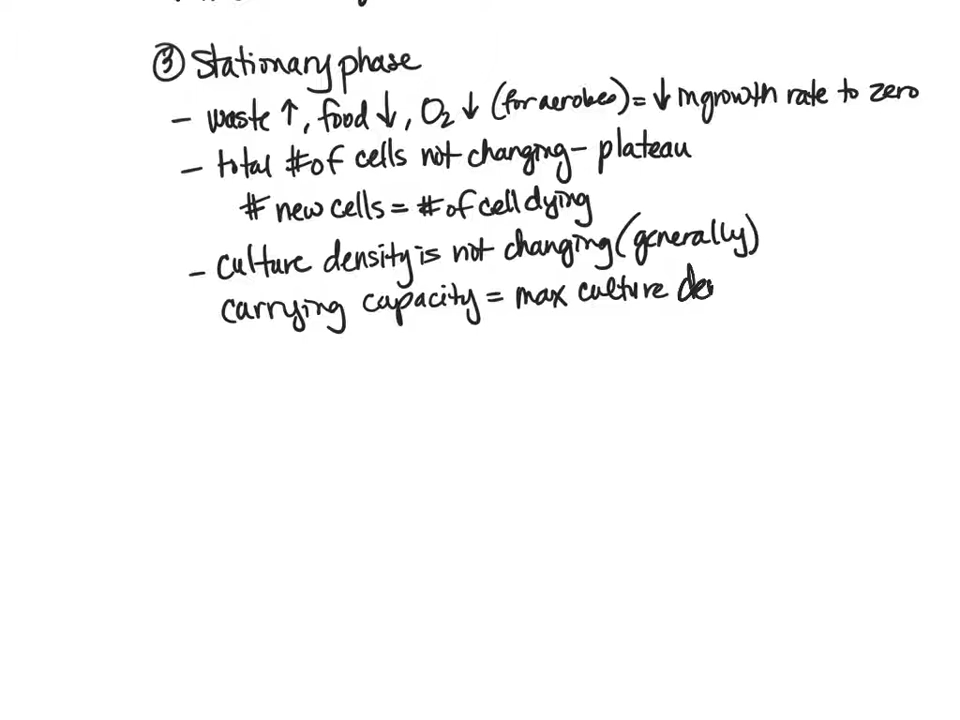 ③ Stationary phase
- waste ↑, food ↓, O₂ ↓ (for aerobes) = ↓ in growth rate to zero
- total # of cells not changing - plateau
# new cells = # of cell dying
- culture density is not changing (generally)
carrying capacity = max culture de